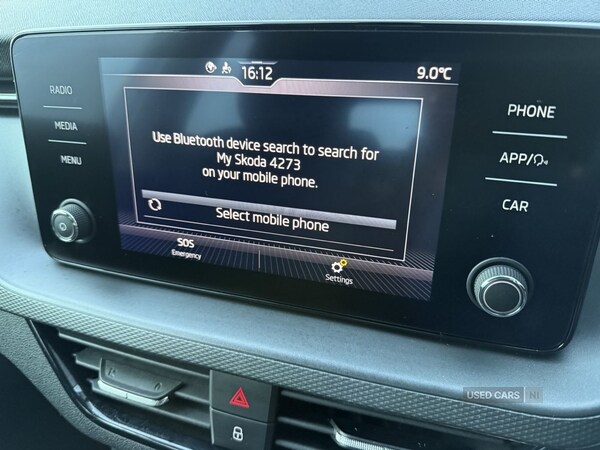 16:12
9.0°C
RADIO
MEDIA
MENU
Use Bluetooth device search to search for
My Skoda 4273
on your mobile phone.
Select mobile phone
SOS
Emergency
Settings
PHONE
APP/
CAR
USED CARS NI